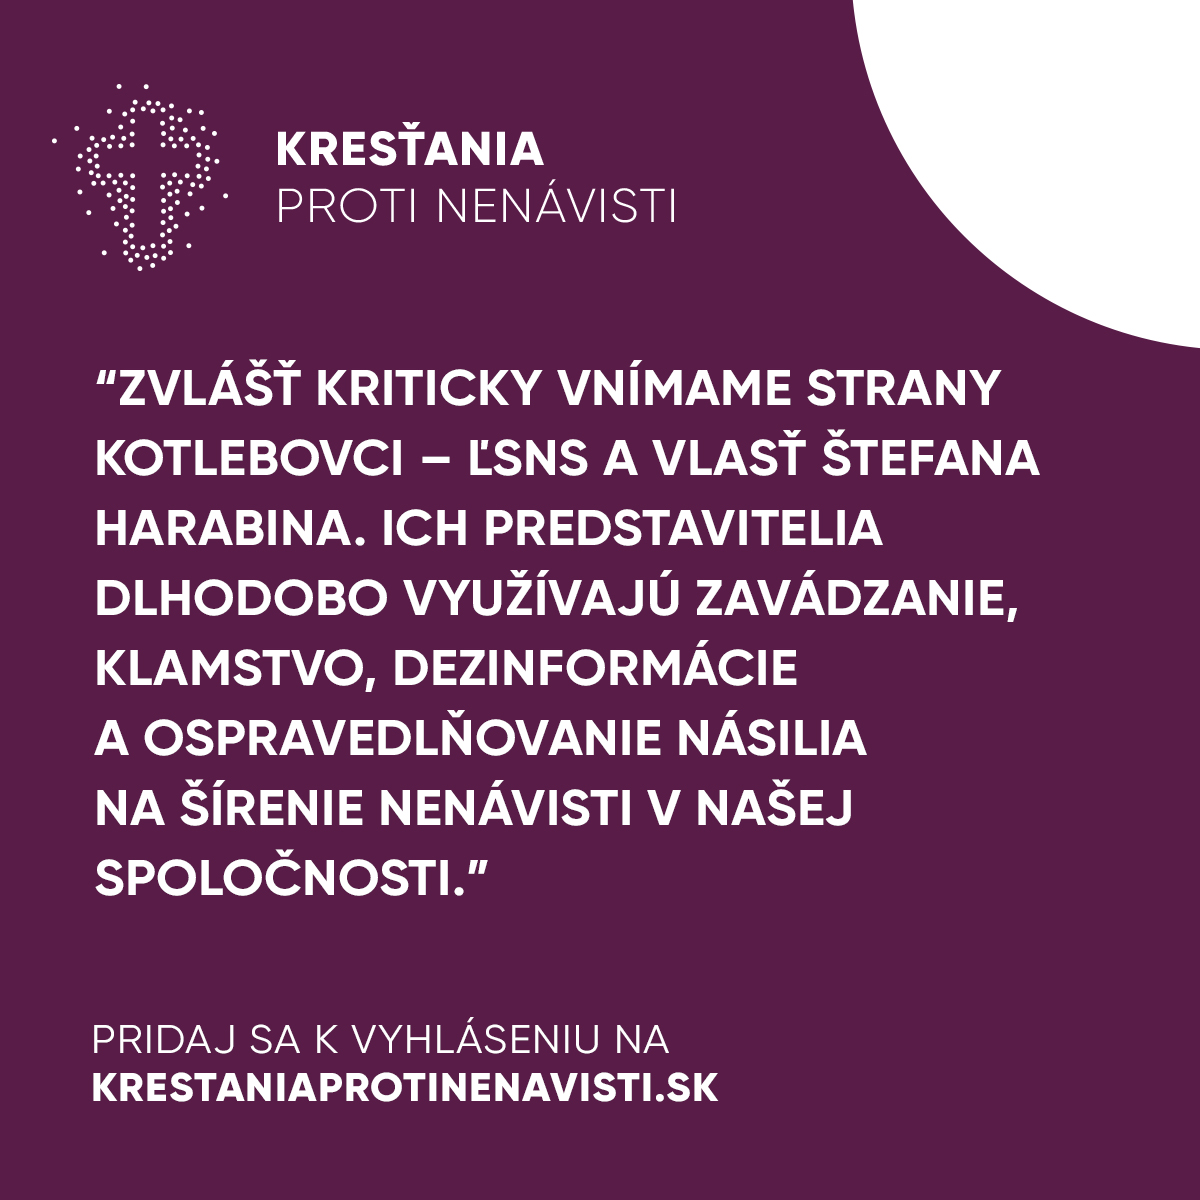 KRESŤANIA
PROTI NENÁVISTI
“ZVLÁŠŤ KRITICKY VNÍMAME STRANY
KOTLEBOVCI – ĽSNS A VLASŤ ŠTEFANA
HARABINA. ICH PREDSTAVITELIA
DLHODOBO VYUŽÍVAJÚ ZAVÁDZANIE,
KLAMSTVO, DEZINFORMÁCIE
A OSPRAVEDLŇOVANIE NÁSILIA
NA ŠÍRENIE NENÁVISTI V NAŠEJ
SPOLOČNOSTI.”
PRIDAJ SA K VYHLÁSENIU NA
KRESTANIAPROTINENAVISTI.SK